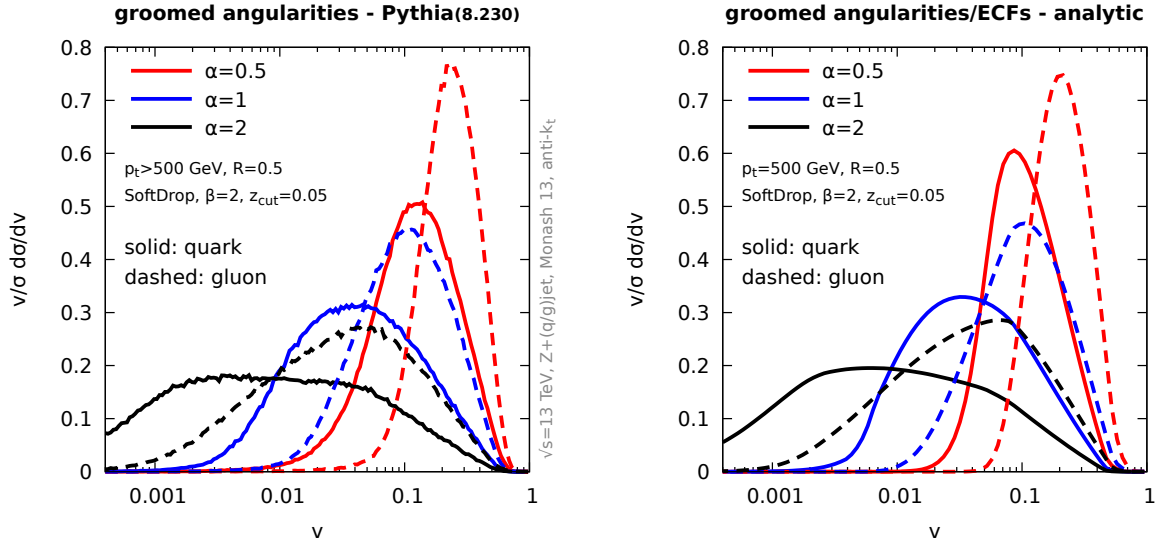 groomed angularities - Pythia(8.230)
v/σ dσ/dv
0.8
0.7
0.6
0.5
0.4
0.3
0.2
0.1
0
α=0.5
α=1
α=2
pt>500 GeV, R=0.5
SoftDrop, β=2, zcut=0.05
solid: quark
dashed: gluon
0.001
0.01
0.1
1
v
√s=13 TeV, Z+(q/g)jet, Monash 13, anti-kt
groomed angularities/ECFs - analytic
v/σ dσ/dv
0.8
0.7
0.6
0.5
0.4
0.3
0.2
0.1
0
α=0.5
α=1
α=2
pt=500 GeV, R=0.5
SoftDrop, β=2, zcut=0.05
solid: quark
dashed: gluon
0.001
0.01
0.1
1
v